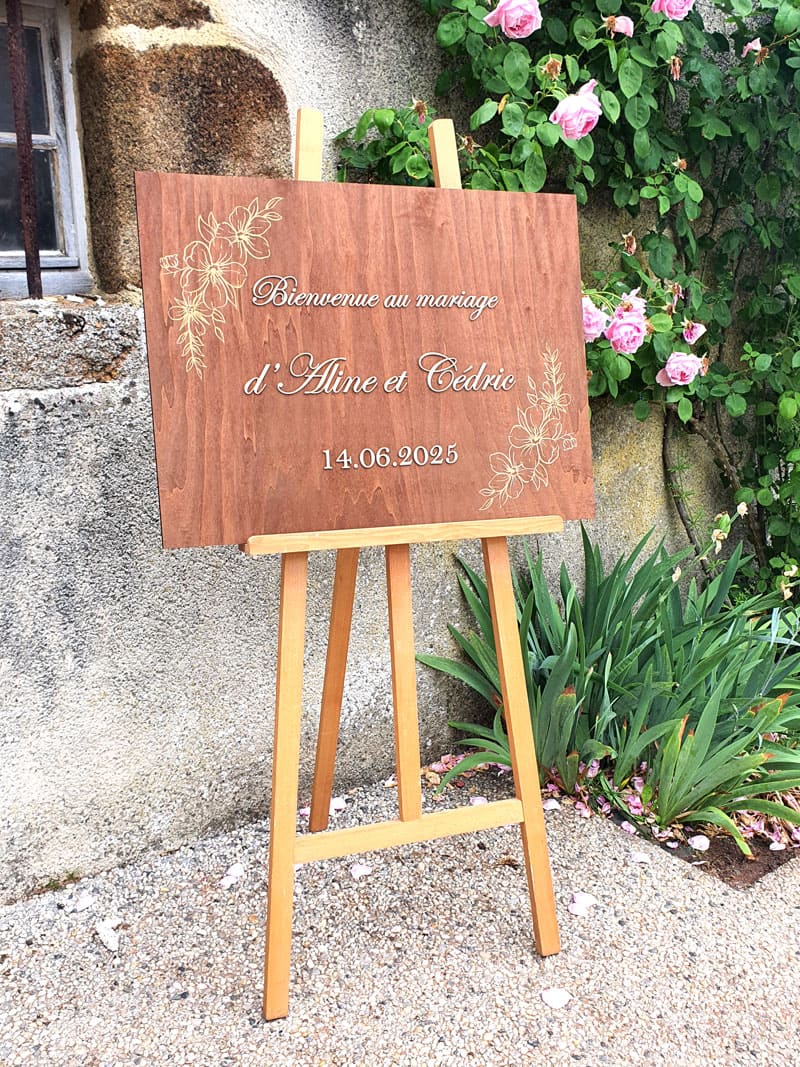 Bienvenue au mariage
d'Aline et Cédric
14.06.2025